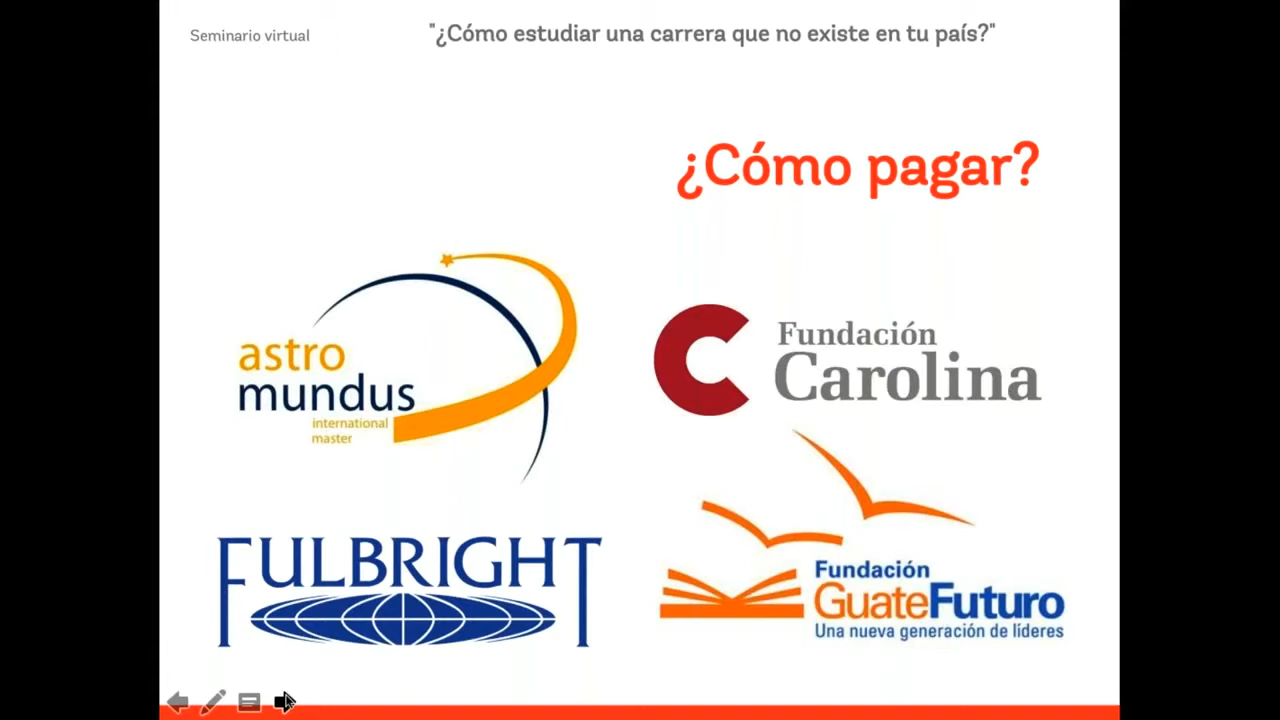 Seminario virtual
"¿Cómo estudiar una carrera que no existe en tu país?"
¿Cómo pagar?
astro
mundus
international
master
Fundación
Carolina
FULBRIGHT
Fundación
GuateFuturo
Una nueva generación de líderes